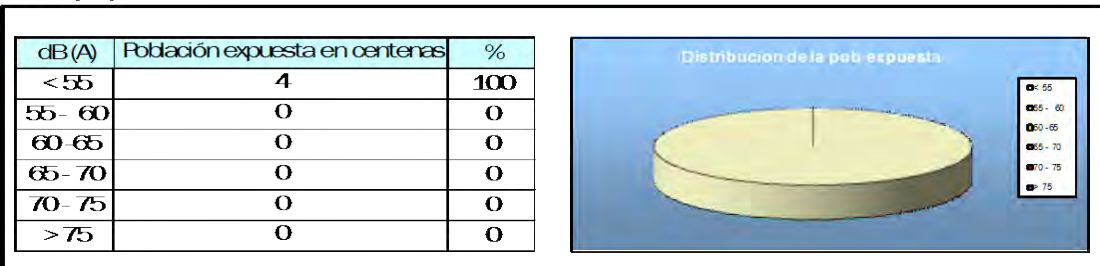 dB(A) Población expuesta en centenas %
<55 4 100
55 - 60 0 0
60-65 0 0
65 - 70 0 0
70 - 75 0 0
>75 0 0
Distribucion de la pob expuesta
< 55
55 - 60
60 -65
65 - 70
70 - 75
> 75